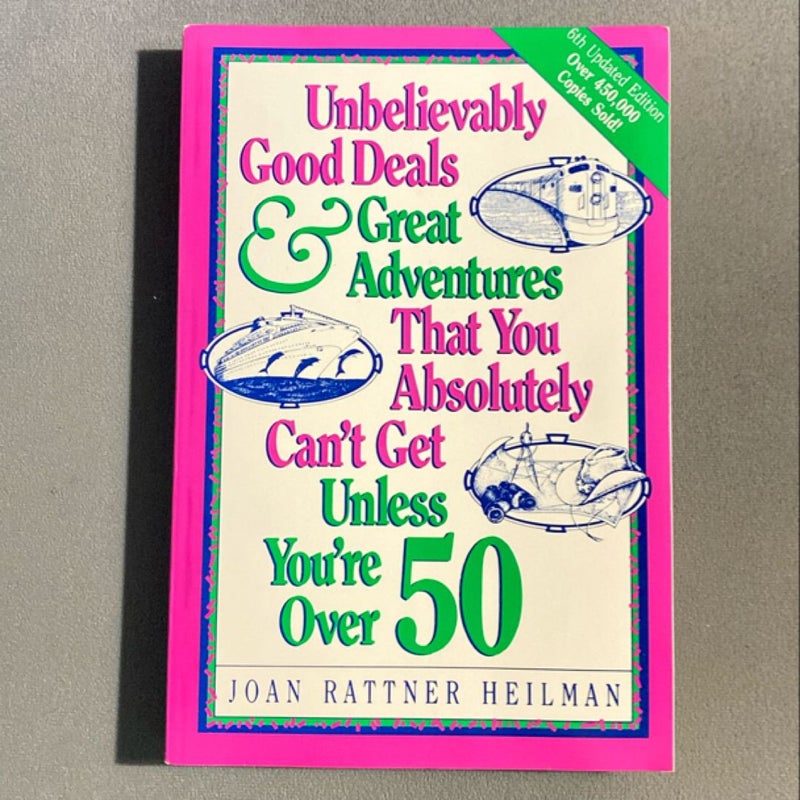 6th Updated Edition
Over 450,000
Copies Sold!
Unbelievably
Good Deals
& Great
Adventures
That You
Absolutely
Can't Get
Unless
You're
Over 50
JOAN RATTNER HEILMAN